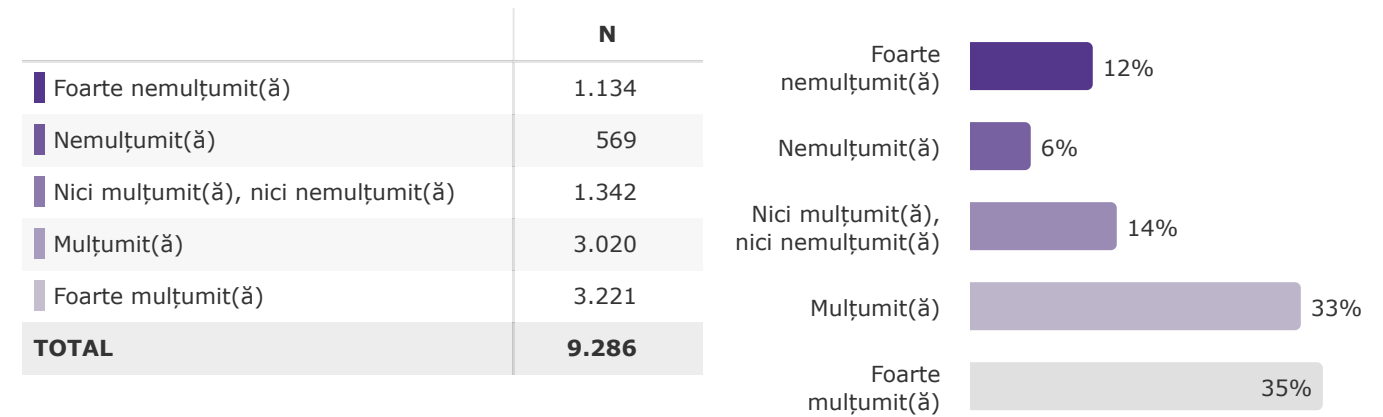 N
Foarte nemulțumit(ă) 1.134
Nemulțumit(ă) 569
Nici mulțumit(ă), nici nemulțumit(ă) 1.342
Mulțumit(ă) 3.020
Foarte mulțumit(ă) 3.221
TOTAL 9.286
Foarte
nemulțumit(ă) 12%
Nemulțumit(ă) 6%
Nici mulțumit(ă),
nici nemulțumit(ă) 14%
Mulțumit(ă) 33%
Foarte
mulțumit(ă) 35%